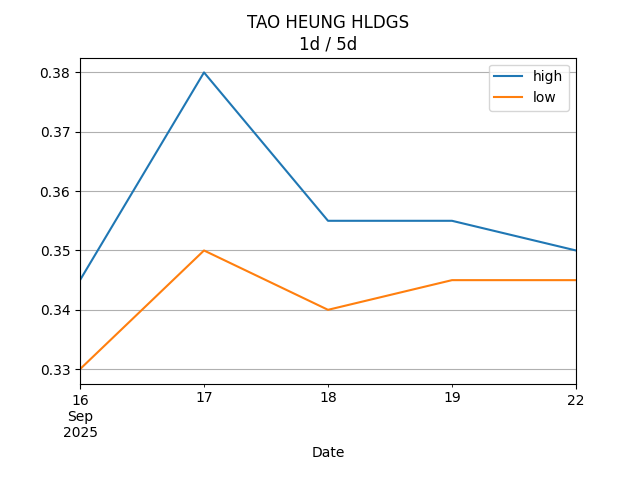 TAO HEUNG HLDGS
1d / 5d
high
low
0.38
0.37
0.36
0.35
0.34
0.33
16 17 18 19 22
Sep
2025
Date